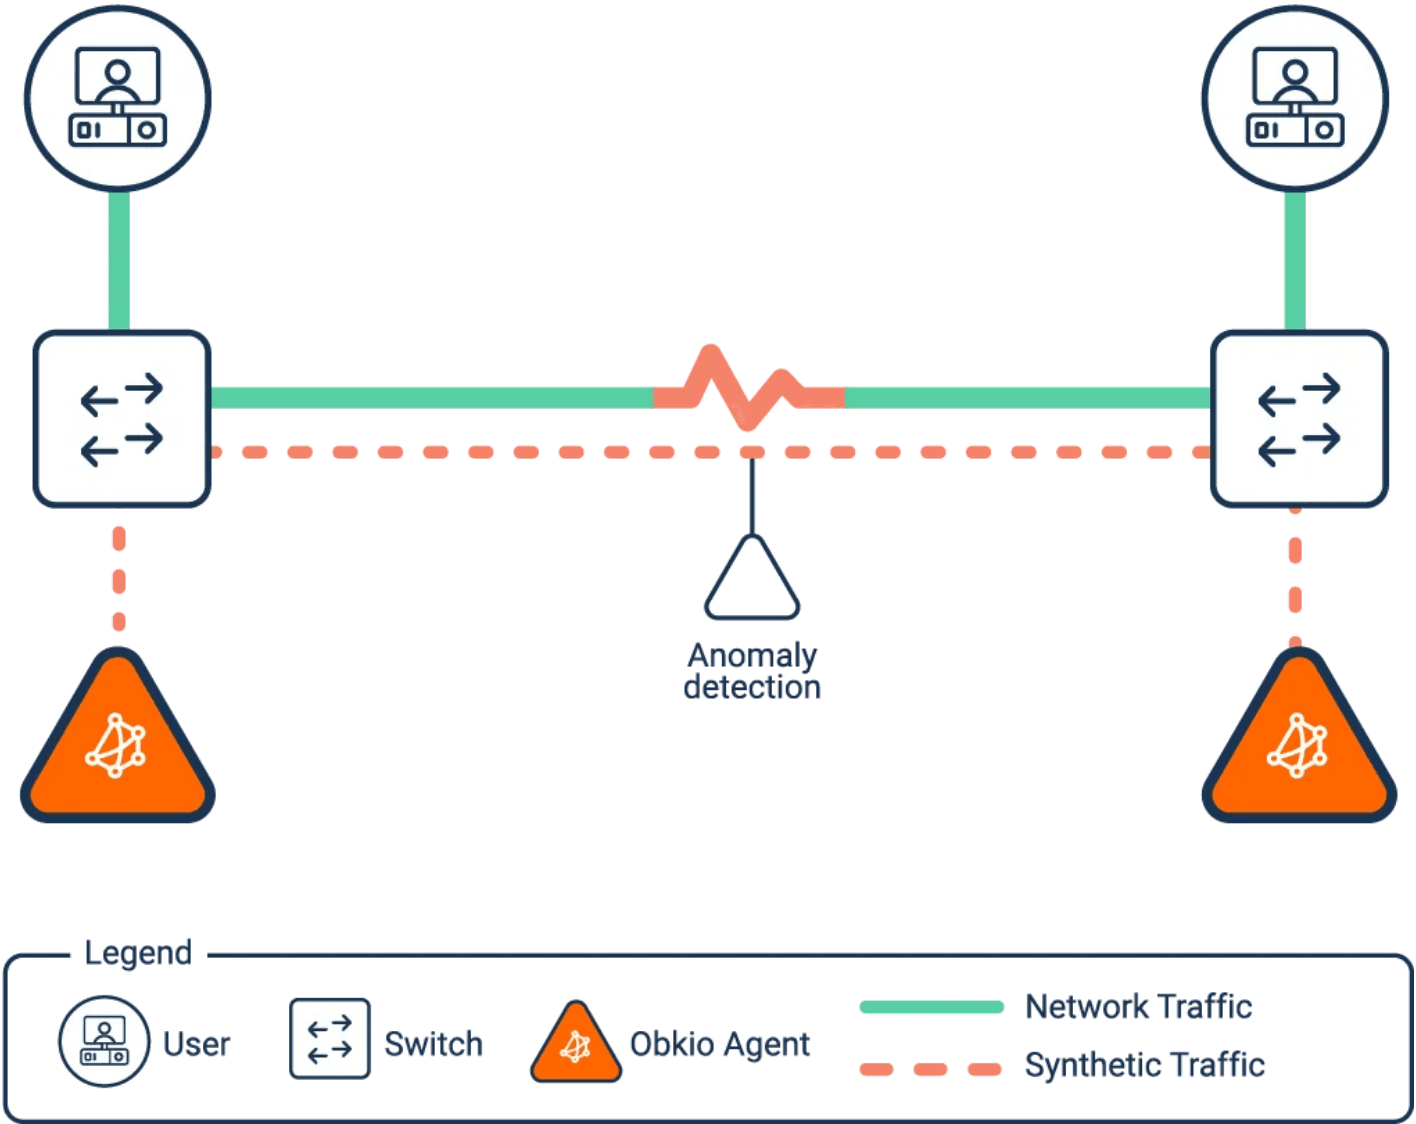 Anomaly
detection
Legend
User
Switch
Obkio Agent
Network Traffic
Synthetic Traffic